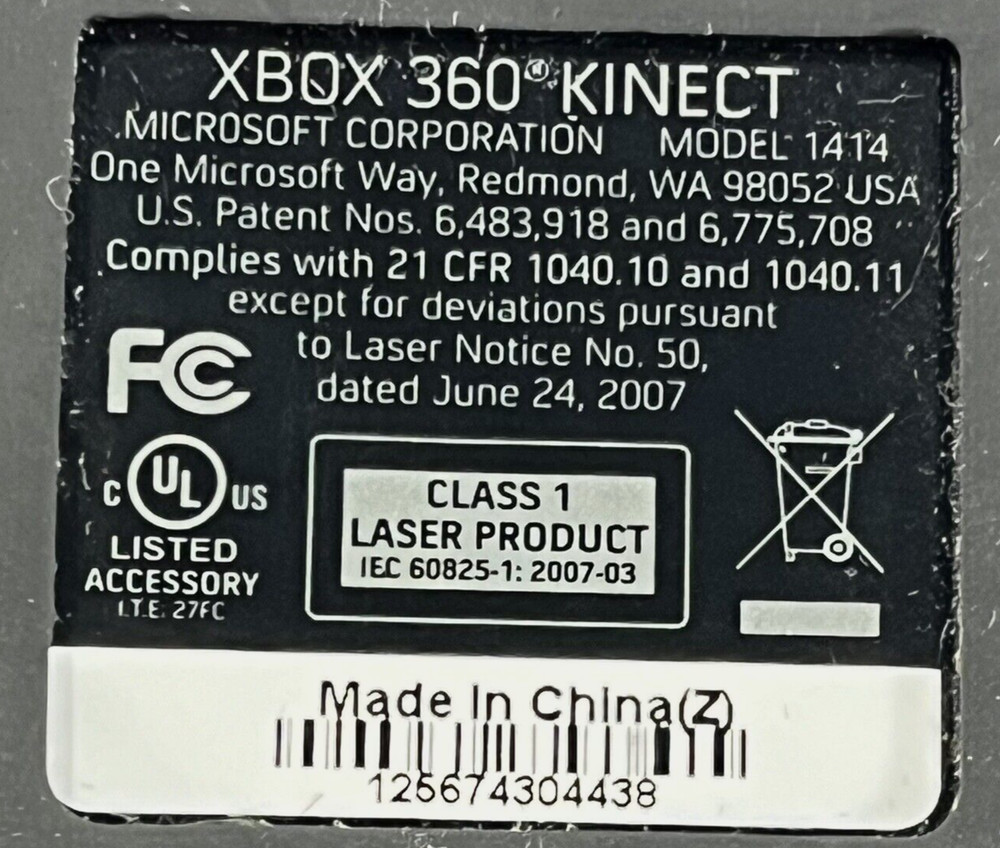 XBOX 360® KINECT
MICROSOFT CORPORATION MODEL 1414
One Microsoft Way, Redmond, WA 98052 USA
U.S. Patent Nos. 6,483,918 and 6,775,708
Complies with 21 CFR 1040.10 and 1040.11
except for deviations pursuant
to Laser Notice No. 50,
dated June 24, 2007
FC
C UL US
LISTED
ACCESSORY
I.T.E. 27FC
CLASS 1
LASER PRODUCT
IEC 60825-1: 2007-03
Made in China(Z)
125674304438